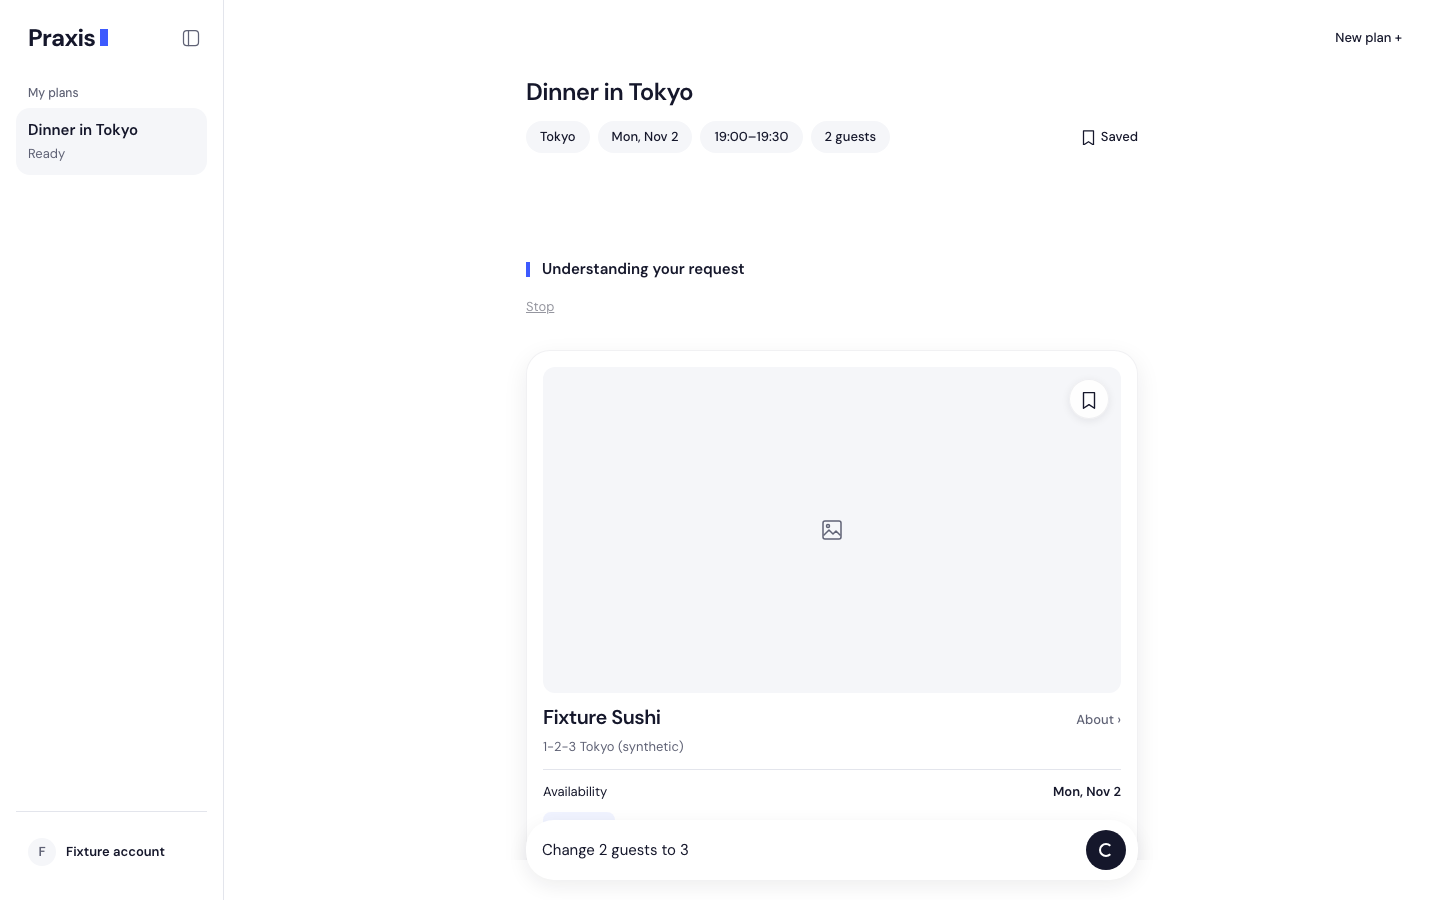 Praxis
New plan +
My plans
Dinner in Tokyo
Ready
Dinner in Tokyo
Tokyo
Mon, Nov 2
19:00–19:30
2 guests
Saved
Understanding your request
Stop
Fixture Sushi
About ›
1-2-3 Tokyo (synthetic)
Availability
Mon, Nov 2
Change 2 guests to 3
F
Fixture account